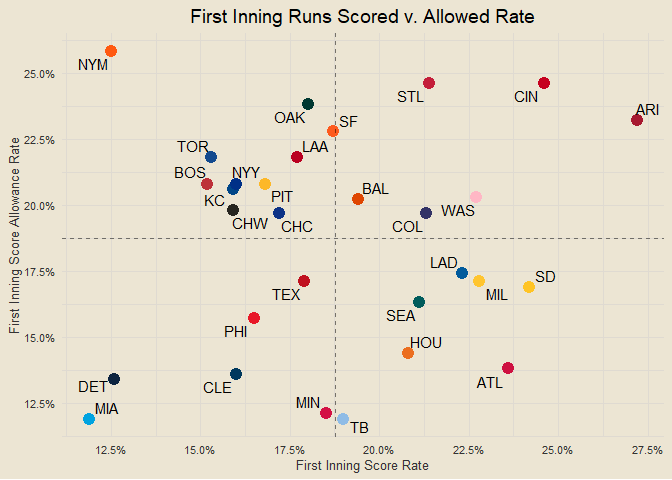 First Inning Runs Scored v. Allowed Rate
NYM
25.0%
STL
CIN
ARI
OAK
SF
22.5%
TOR
LAA
BOS
NYY
BAL
KC
PIT
WAS
20.0%
CHW
CHC
COL
First Inning Score Allowance Rate
LAD
SD
17.5%
TEX
MIL
SEA
PHI
15.0%
HOU
DET
CLE
ATL
MIA
MIN
12.5%
TB
12.5%
15.0%
17.5%
20.0%
22.5%
25.0%
27.5%
First Inning Score Rate